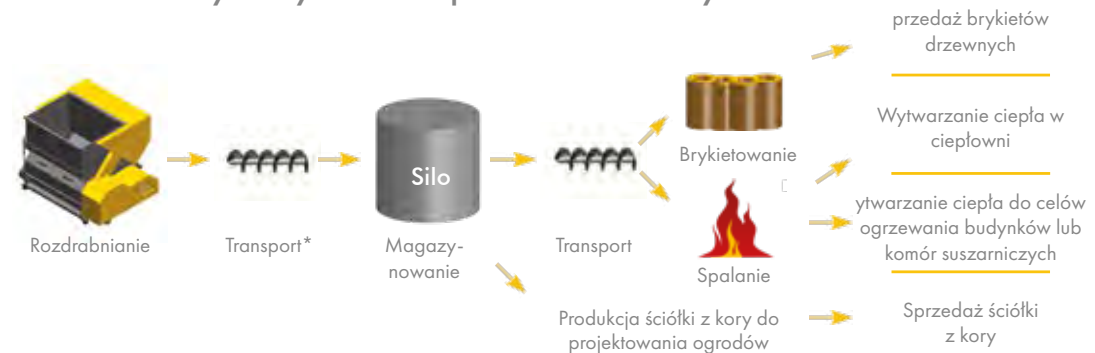 przedaż brykietów
drzewnych
Wytwarzanie ciepła w
ciepłowni
Silo
Brykietowanie
ytwarzanie ciepła do celów
ogrzewania budynków lub
komór suszarniczych
Rozdrabnianie
Transport*
Magazy-
nowanie
Transport
Spalanie
Produkcja ściółki z kory do
projektowania ogrodów
Sprzedaż ściółki
z kory